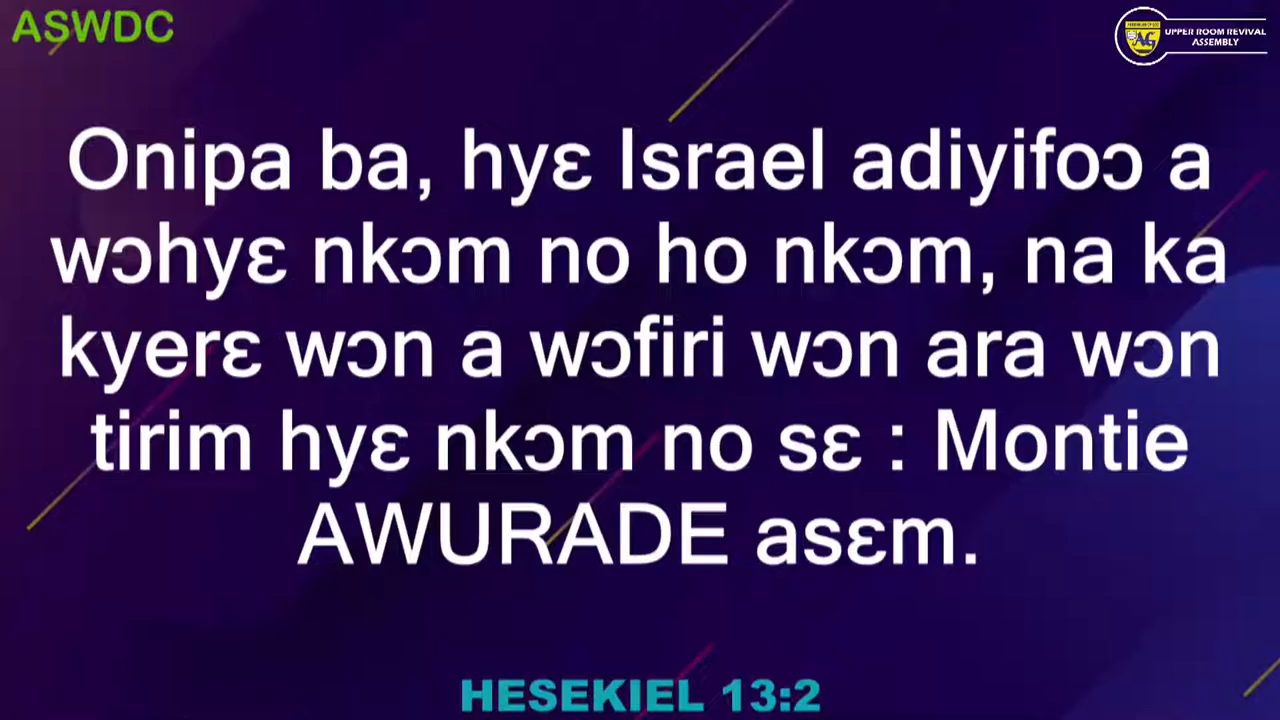 ASWDC
UPPER ROOM REVIVAL
ASSEMBLY
Onipa ba, hyɛ Israel adiyifoɔ a
wɔhyɛ nkɔm no ho nkɔm, na ka
kyerɛ wɔn a wɔfiri wɔn ara wɔn
tirim hyɛ nkɔm no sɛ : Montie
AWURADE asɛm.
HESEKIEL 13:2